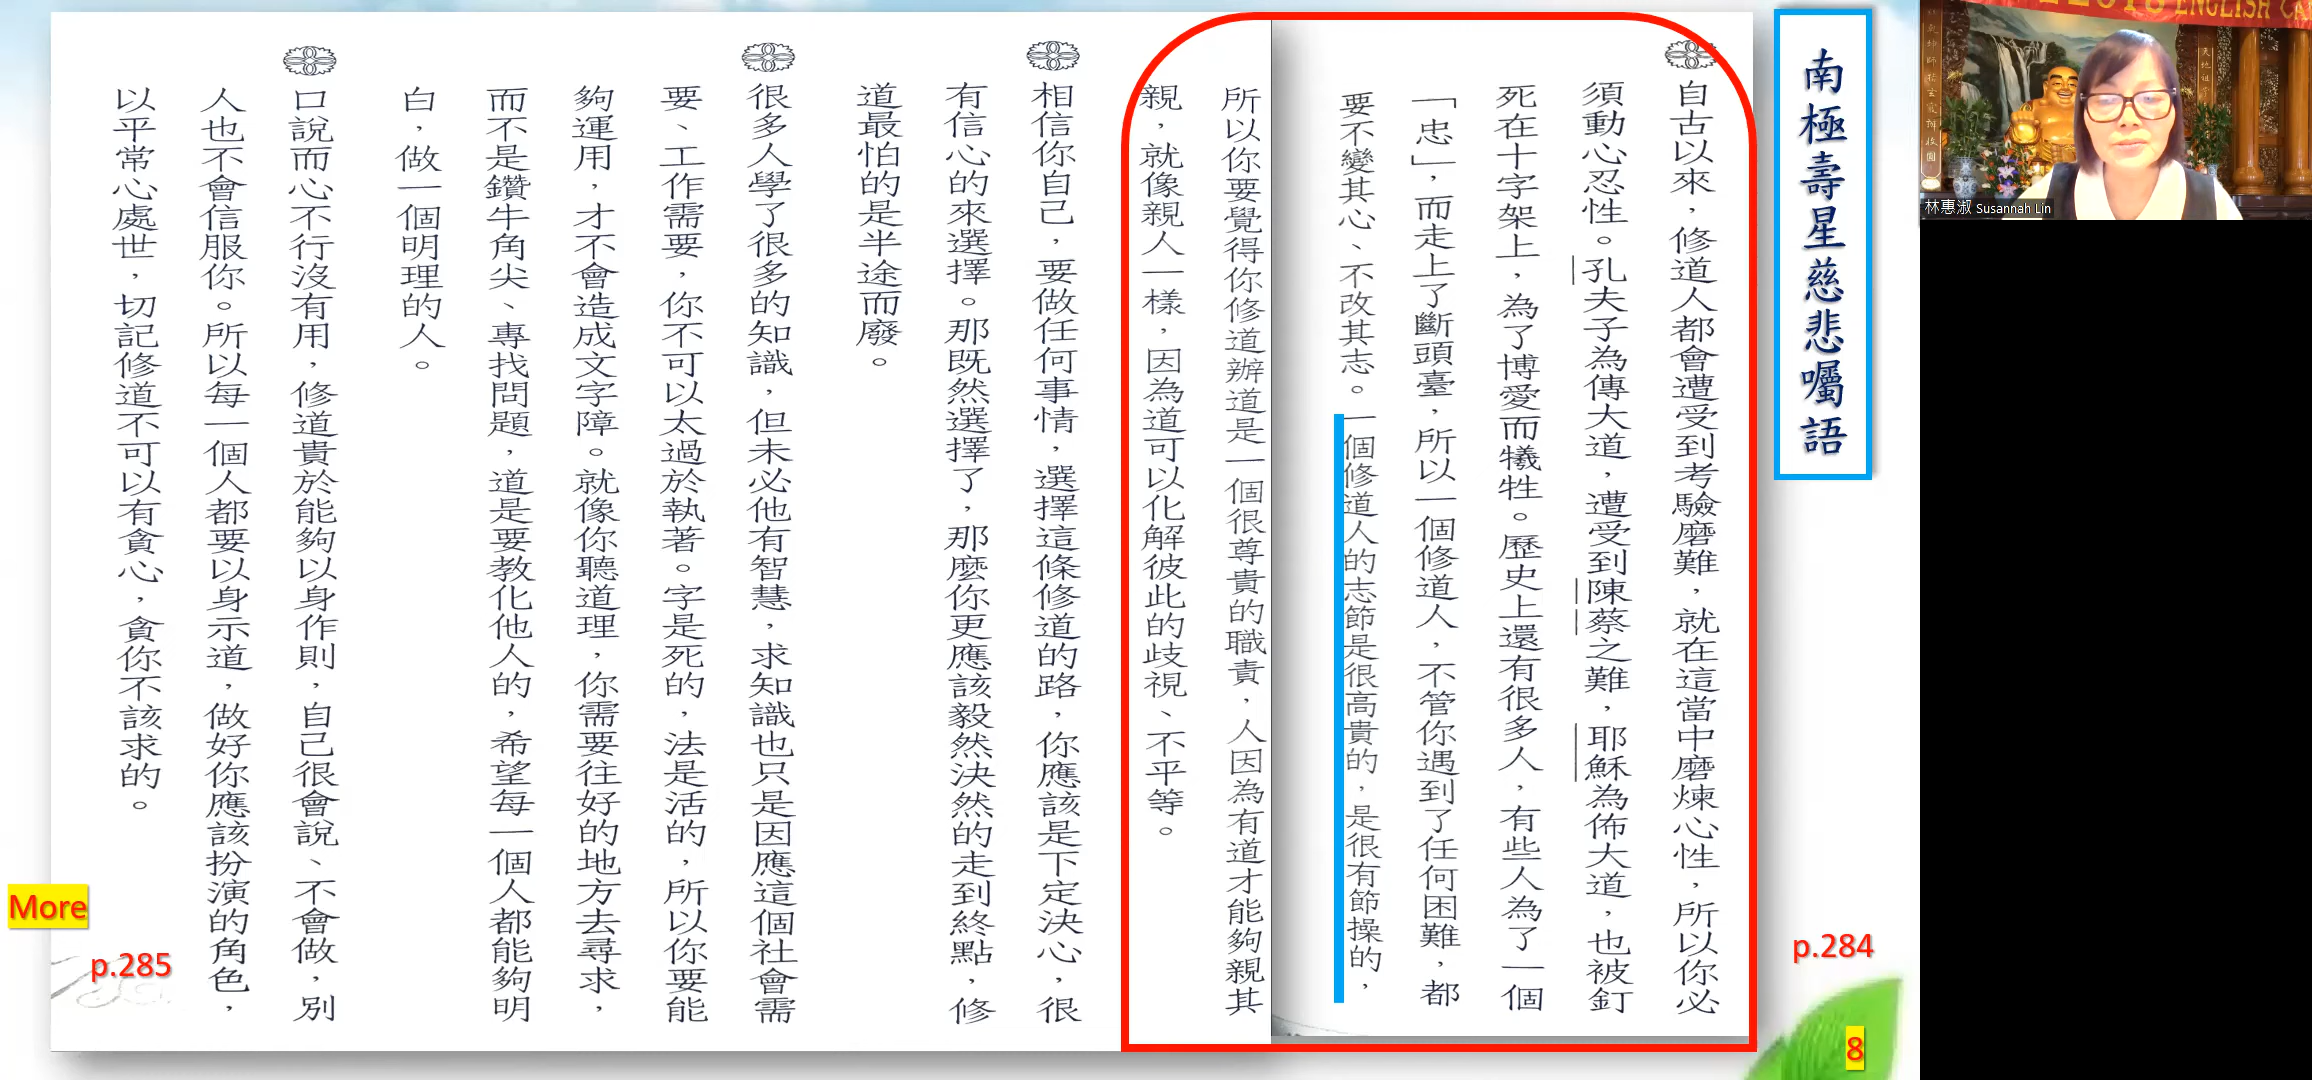 南極壽星慈悲囑語
自古以來，修道人都會遭受到考驗磨難，就在這當中磨煉心性，所以你必
須動心忍性。孔夫子為傳大道，遭受到陳蔡之難，耶穌為佈大道，也被釘
死在十字架上，為了博愛而犧牲。歷史上還有很多人，有些人為了一個
「忠」，而走上了斷頭臺，所以一個修道人，不管你遇到了任何困難，都
要不變其心、不改其志。一個修道人的志節是很高貴的，是很有節操的，
所以你要覺得你修道辦道是一個很尊貴的職責，人因為有道才能夠親其
親，就像親人一樣，因為道可以化解彼此的歧視、不平等。
相信你自己，要做任何事情，選擇這條修道的路，你應該是下定決心，很
有信心的來選擇。那既然選擇了，那麼你更應該毅然決然的走到終點，修
道最怕的是半途而廢。
很多人學了很多的知識，但未必他有智慧，求知識也只是因應這個社會需
要、工作需要，你不可以太過於執著。字是死的，法是活的，所以你要能
夠運用，才不會造成文字障。就像你聽道理，你需要往好的地方去尋求，
而不是鑽牛角尖、專找問題，道是要教化他人的，希望每一個人都能夠明
白，做一個明理的人。
口說而心不行沒有用，修道貴於能夠以身作則，自己很會說、不會做，別
人也不會信服你。所以每一個人都要以身示道，做好你應該扮演的角色，
以平常心處世，切記修道不可以有貪心，貪你不該求的。
More
p.285
p.284
8
2018 ENGLISH CA
林惠淑 Susannah Lin